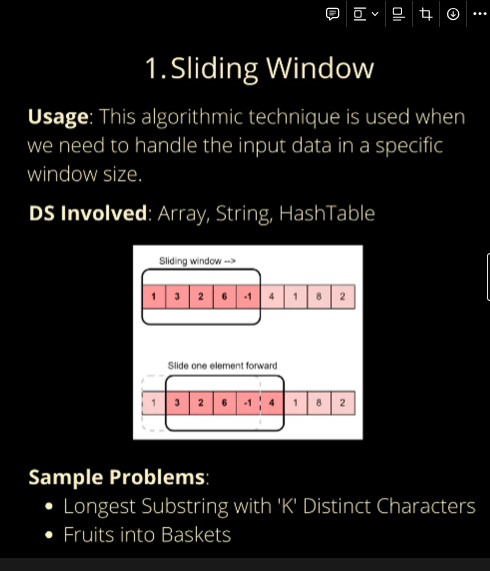 1. Sliding Window
Usage: This algorithmic technique is used when
we need to handle the input data in a specific
window size.
DS Involved: Array, String, HashTable
Sliding window -->
1 3 2 6 -1 4 1 8 2
Slide one element forward
1 3 2 6 -1 4 1 8 2
Sample Problems:
• Longest Substring with 'K' Distinct Characters
• Fruits into Baskets